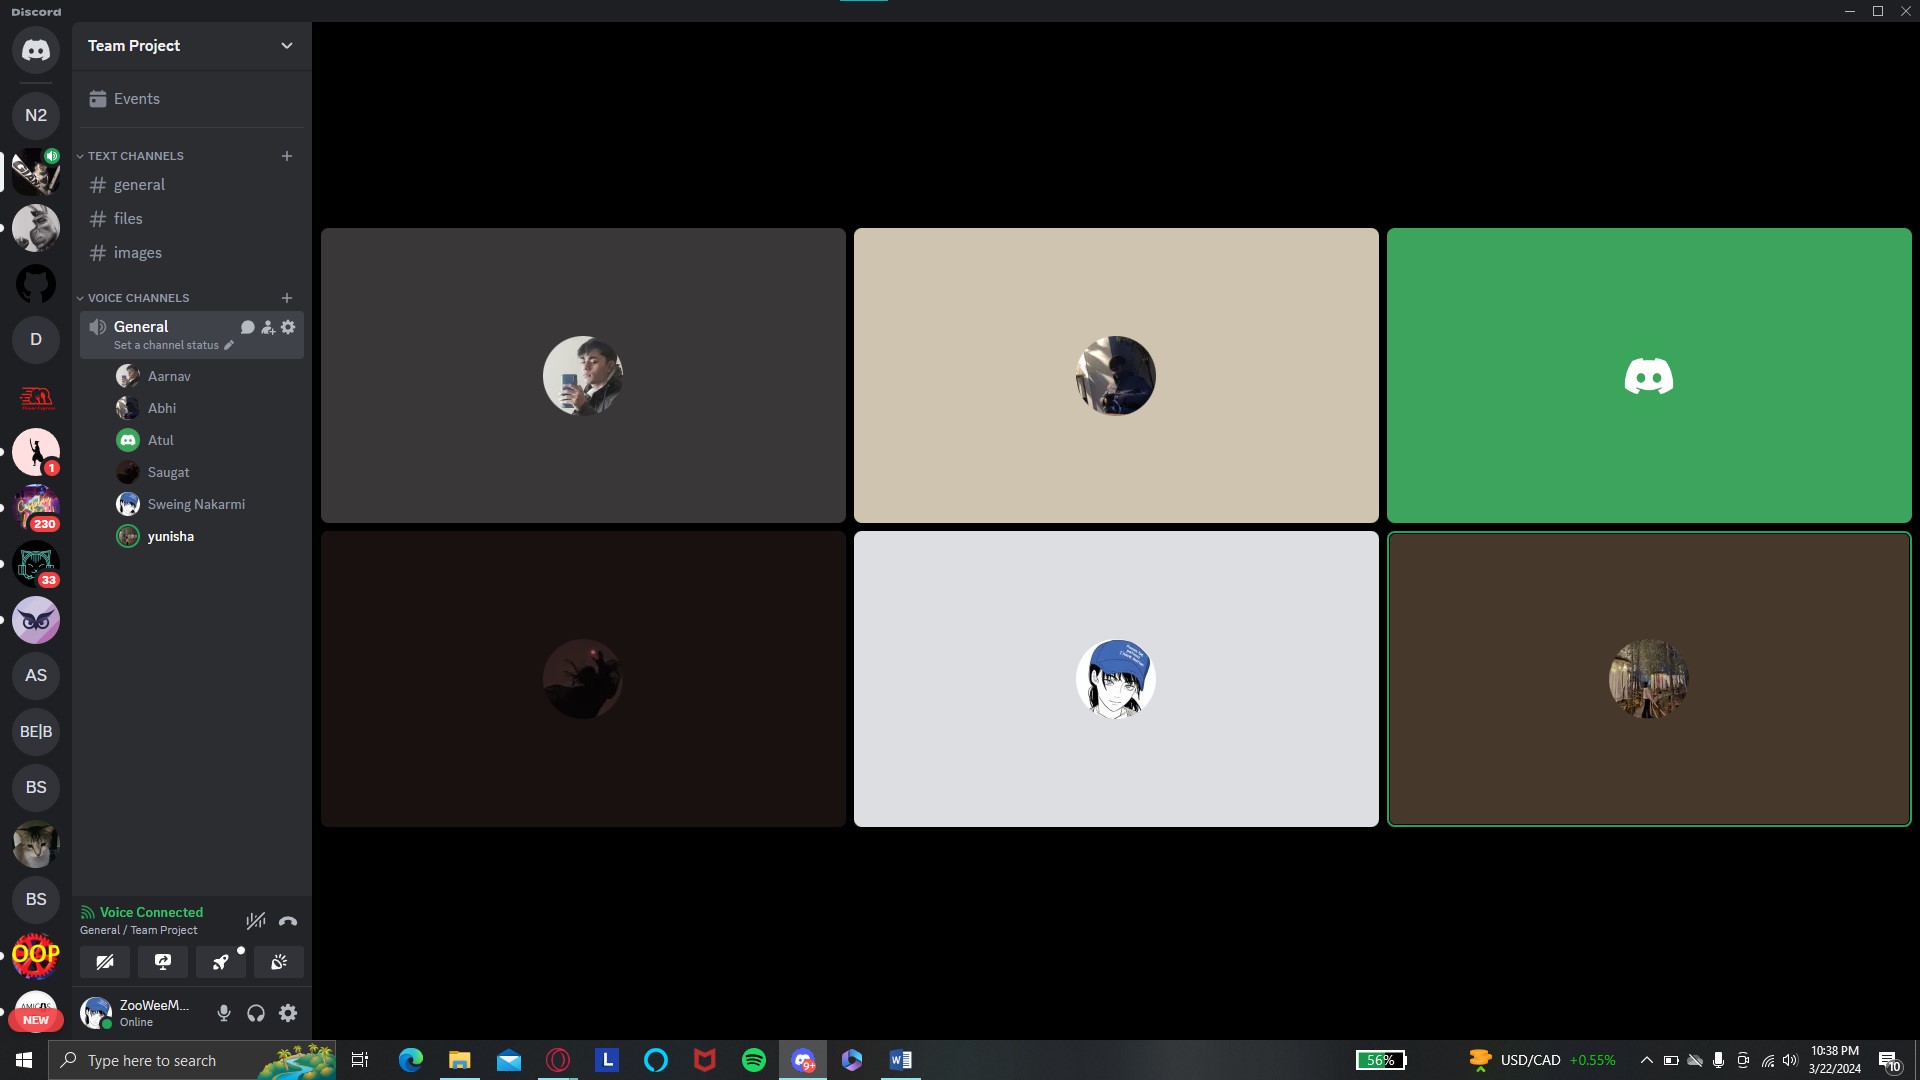 Discord
N2
D
1
230
33
AS
BE|B
BS
BS
OOP
AMIGOS
NEW
Team Project
Events
TEXT CHANNELS
general
files
images
VOICE CHANNELS
General
Set a channel status
Aarnav
Abhi
Atul
Saugat
Sweing Nakarmi
yunisha
Voice Connected
General / Team Project
ZooWeeM...
Online
Type here to search
L
9+
W
56%
USD/CAD +0.55%
10:38 PM
3/22/2024
10